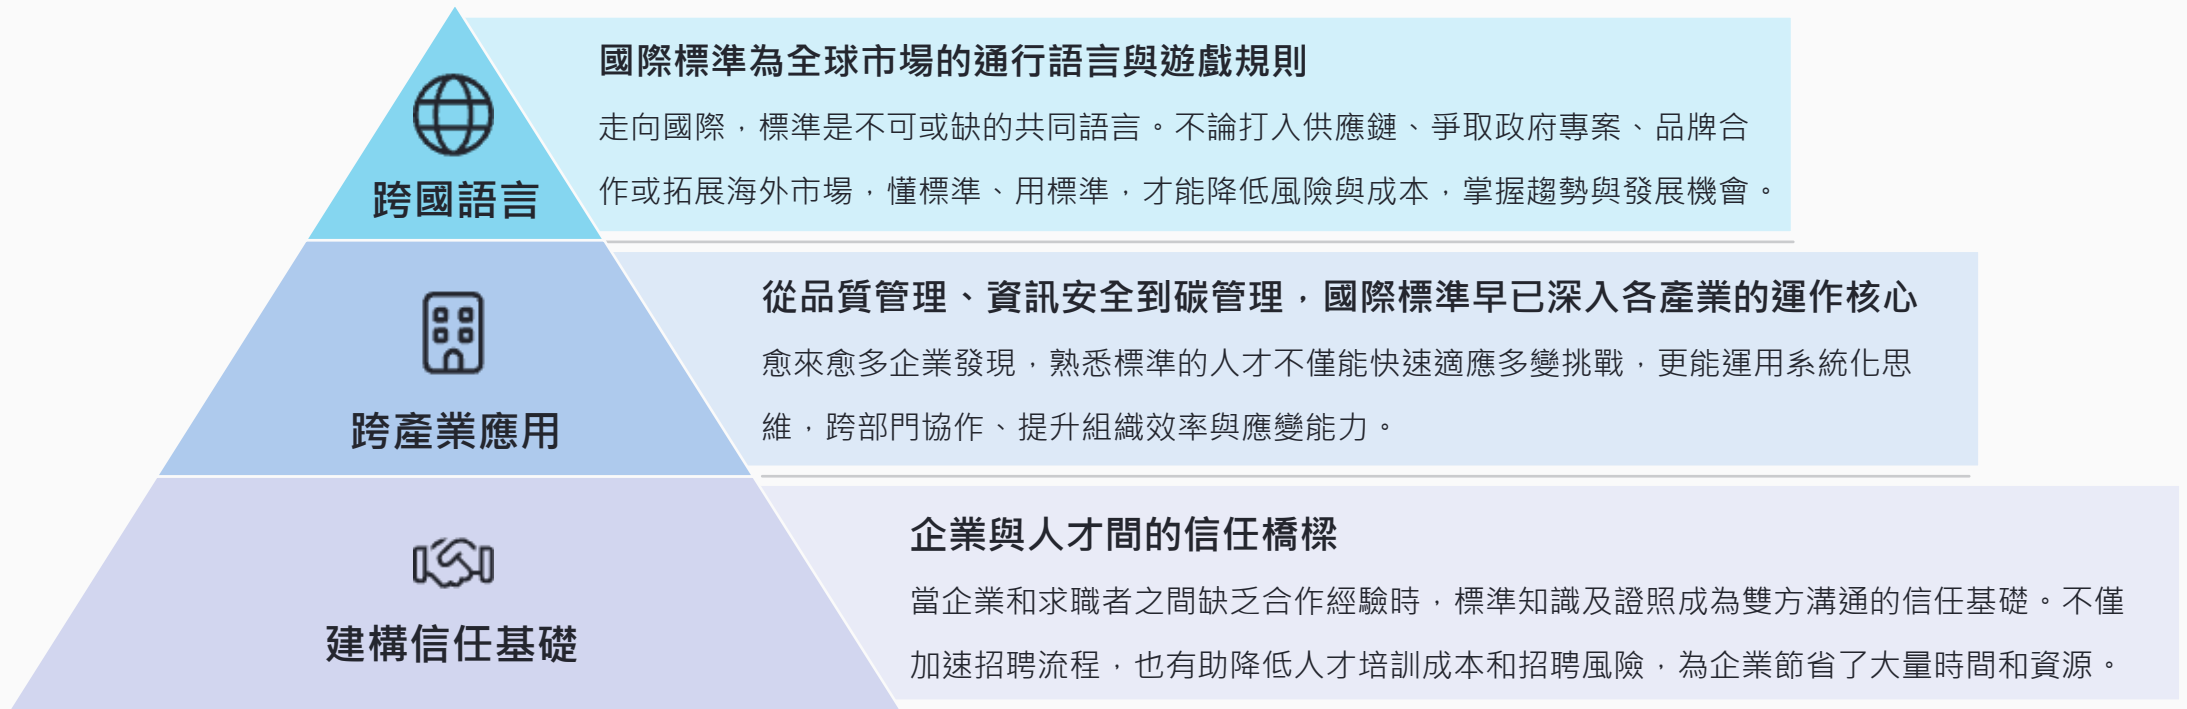 國際標準為全球市場的通行語言與遊戲規則
走向國際，標準是不可或缺的共同語言。不論打入供應鏈、爭取政府專案、品牌合
作或拓展海外市場，懂標準、用標準，才能降低風險與成本，掌握趨勢與發展機會。
跨國語言
從品質管理、資訊安全到碳管理，國際標準早已深入各產業的運作核心
愈來愈多企業發現，熟悉標準的人才不僅能快速適應多變挑戰，更能運用系統化思
維，跨部門協作、提升組織效率與應變能力。
跨產業應用
企業與人才間的信任橋樑
當企業和求職者之間缺乏合作經驗時，標準知識及證照成為雙方溝通的信任基礎。不僅
加速招聘流程，也有助降低人才培訓成本和招聘風險，為企業節省了大量時間和資源。
建構信任基礎